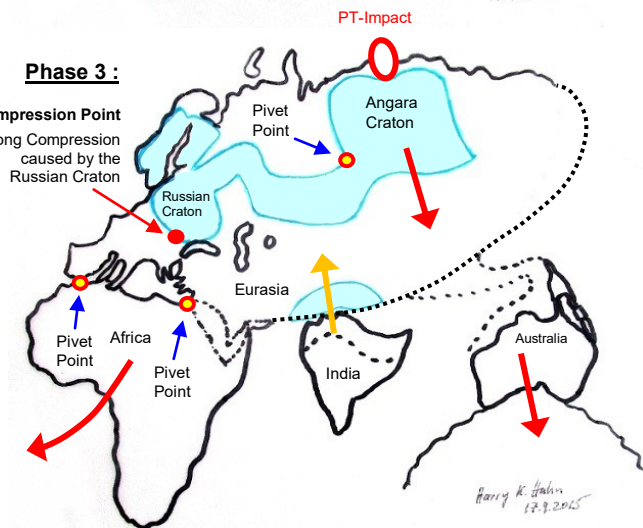 PT-Impact
Phase 3 :
mpression Point
ong Compression
caused by the
Russian Craton
Pivet
Point
Angara
Craton
Russian
Craton
Eurasia
Pivet
Point
Africa
Pivet
Point
India
Australia
Harry K. Hahn
17.9.2015